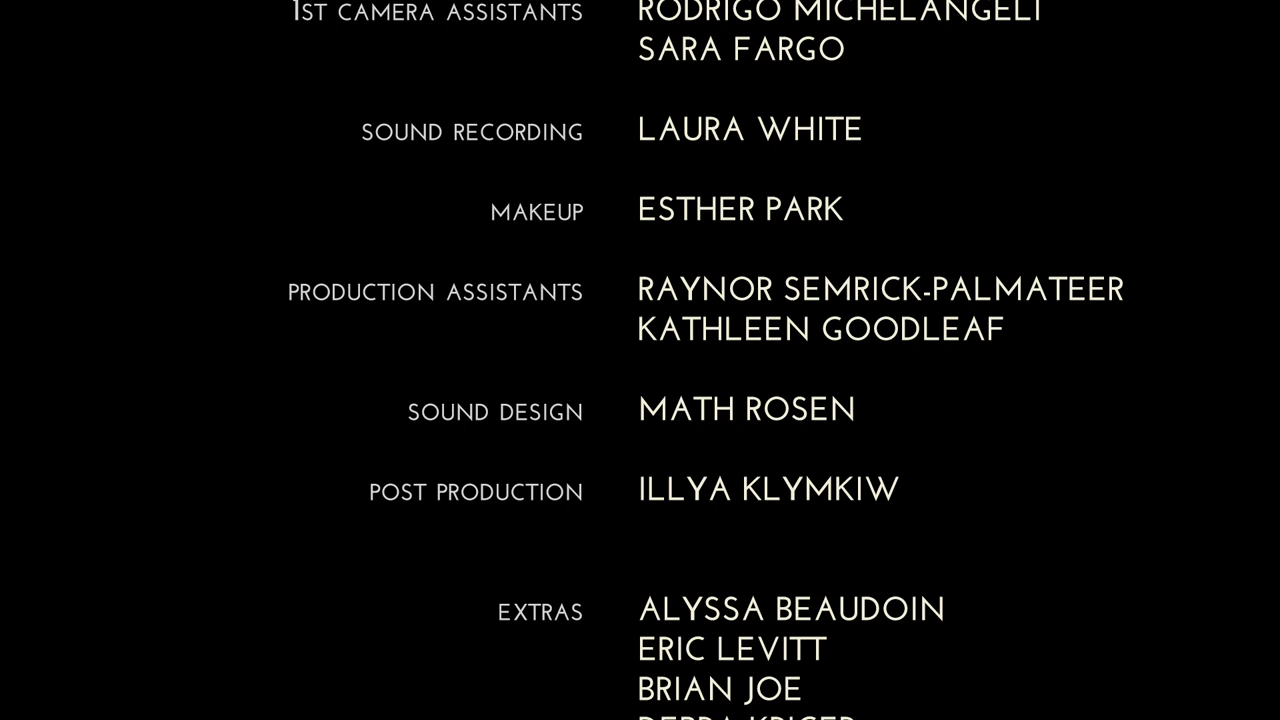 1ST CAMERA ASSISTANTS RODRIGO MICHELANGELI
SARA FARGO
SOUND RECORDING LAURA WHITE
MAKEUP ESTHER PARK
PRODUCTION ASSISTANTS RAYNOR SEMRICK-PALMATEER
KATHLEEN GOODLEAF
SOUND DESIGN MATH ROSEN
POST PRODUCTION ILLYA KLYMKIW
EXTRAS ALYSSA BEAUDOIN
ERIC LEVITT
BRIAN JOE